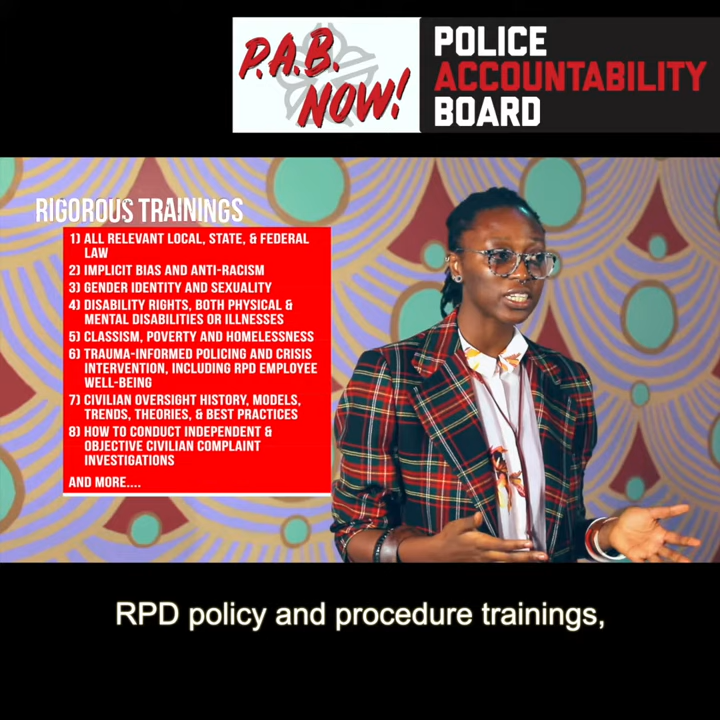 P.A.B.
NOW!
POLICE
ACCOUNTABILITY
BOARD
RIGOROUS TRAININGS
1) ALL RELEVANT LOCAL, STATE, & FEDERAL
LAW
2) IMPLICIT BIAS AND ANTI-RACISM
3) GENDER IDENTITY AND SEXUALITY
4) DISABILITY RIGHTS, BOTH PHYSICAL &
MENTAL DISABILITIES OR ILLNESSES
5) CLASSISM, POVERTY AND HOMELESSNESS
6) TRAUMA-INFORMED POLICING AND CRISIS
INTERVENTION, INCLUDING RPD EMPLOYEE
WELL-BEING
7) CIVILIAN OVERSIGHT HISTORY, MODELS,
TRENDS, THEORIES, & BEST PRACTICES
8) HOW TO CONDUCT INDEPENDENT &
OBJECTIVE CIVILIAN COMPLAINT
INVESTIGATIONS
AND MORE....
RPD policy and procedure trainings,